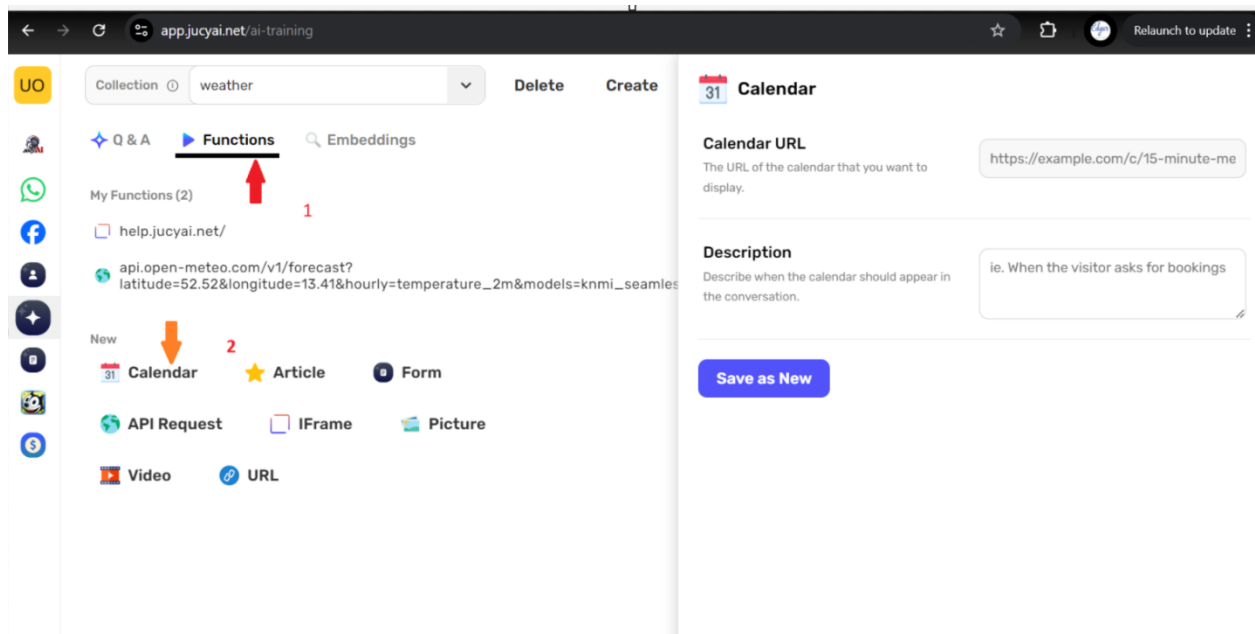 app.jucyai.net/ai-training
Relaunch to update
UO
Collection
weather
Delete
Create
Q & A
Functions
Embeddings
My Functions (2)
1
help.jucyai.net/
api.open-meteo.com/v1/forecast?
latitude=52.52&longitude=13.41&hourly=temperature_2m&models=knmi_seamles
New
2
31 Calendar
Article
Form
API Request
IFrame
Picture
Video
URL
31 Calendar
Calendar URL
The URL of the calendar that you want to
display.
https://example.com/c/15-minute-me
Description
Describe when the calendar should appear in
the conversation.
ie. When the visitor asks for bookings
Save as New